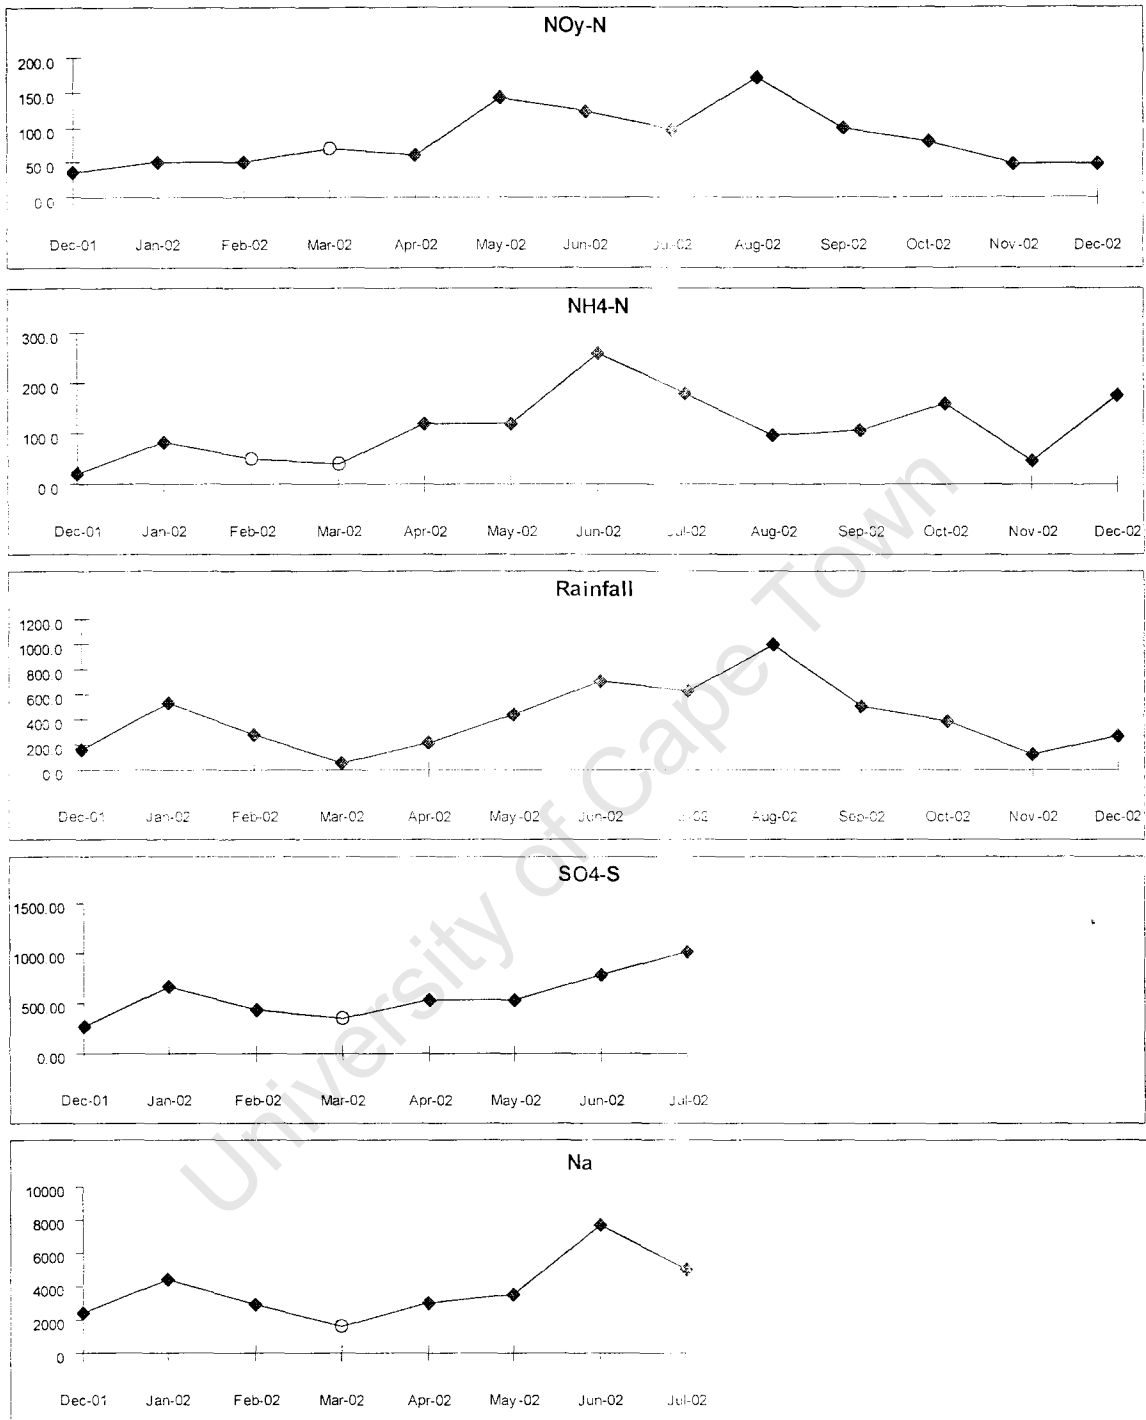 NOy-N
200.0
150.0
100.0
50.0
0.0
Dec-01 Jan-02 Feb-02 Mar-02 Apr-02 May-02 Jun-02 Jul-02 Aug-02 Sep-02 Oct-02 Nov-02 Dec-02
NH4-N
300.0
200.0
100.0
0.0
Dec-01 Jan-02 Feb-02 Mar-02 Apr-02 May-02 Jun-02 Jul-02 Aug-02 Sep-02 Oct-02 Nov-02 Dec-02
Rainfall
1200.0
1000.0
800.0
600.0
400.0
200.0
0.0
Dec-01 Jan-02 Feb-02 Mar-02 Apr-02 May-02 Jun-02 Jul-02 Aug-02 Sep-02 Oct-02 Nov-02 Dec-02
SO4-S
1500.00
1000.00
500.00
0.00
Dec-01 Jan-02 Feb-02 Mar-02 Apr-02 May-02 Jun-02 Jul-02
Na
10000
8000
6000
4000
2000
0
Dec-01 Jan-02 Feb-02 Mar-02 Apr-02 May-02 Jun-02 Jul-02
University of Cape Town